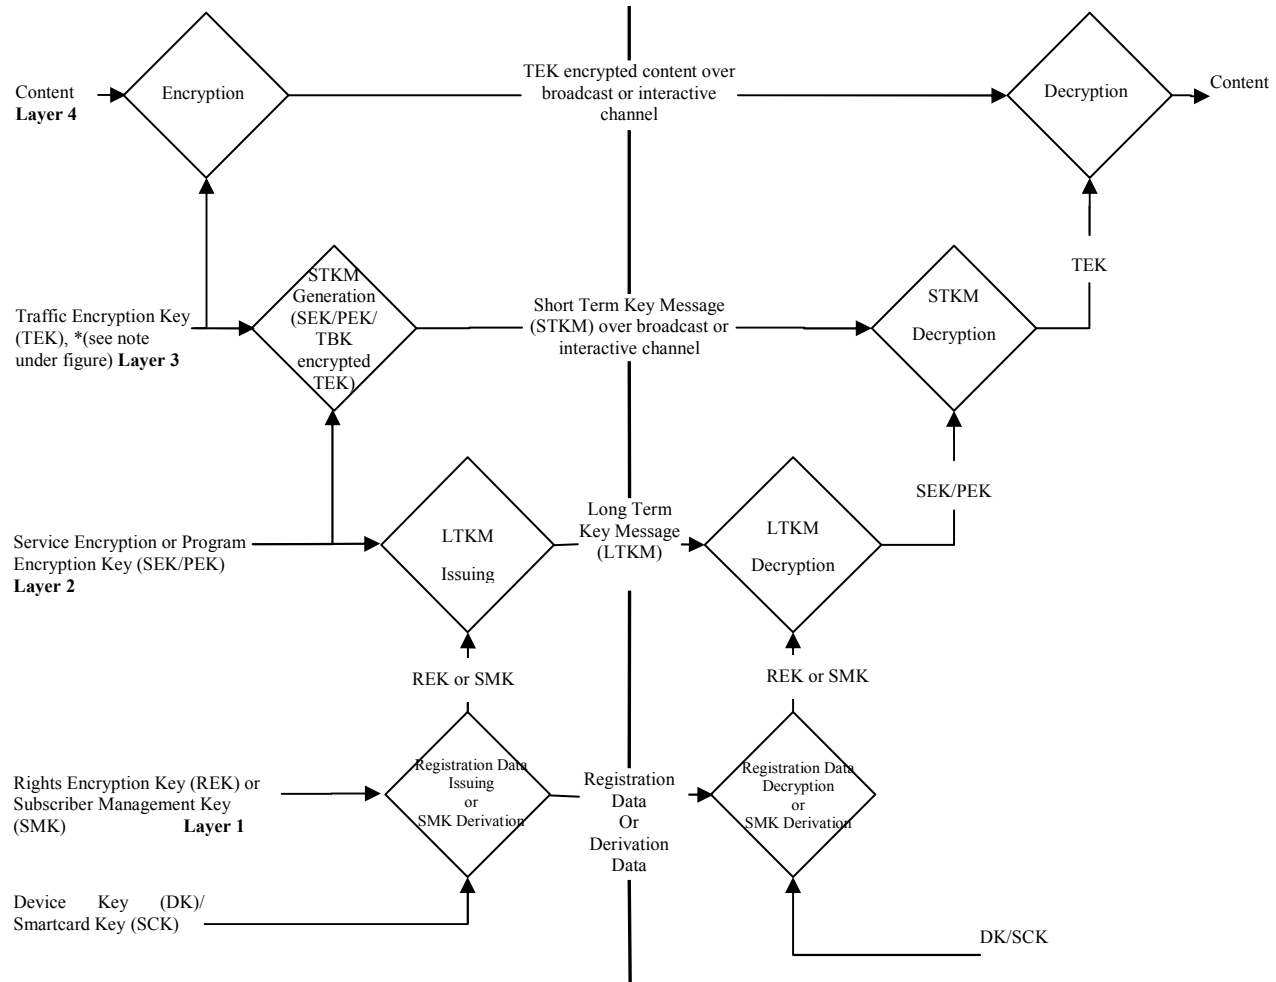 Content
Layer 4
Encryption
TEK encrypted content over
broadcast or interactive
channel
Decryption
Content
Traffic Encryption Key
(TEK), *(see note
under figure) Layer 3
STKM
Generation
(SEK/PEK/
TBK
encrypted
TEK)
Short Term Key Message
(STKM) over broadcast or
interactive channel
STKM
Decryption
TEK
Service Encryption or Program
Encryption Key (SEK/PEK)
Layer 2
LTKM
Issuing
Long Term
Key Message
(LTKM)
LTKM
Decryption
SEK/PEK
REK or SMK
REK or SMK
Rights Encryption Key (REK) or
Subscriber Management Key
(SMK) Layer 1
Registration Data
Issuing
or
SMK Derivation
Registration
Data
Or
Derivation
Data
Registration Data
Decryption
or
SMK Derivation
Device Key (DK)/
Smartcard Key (SCK)
DK/SCK